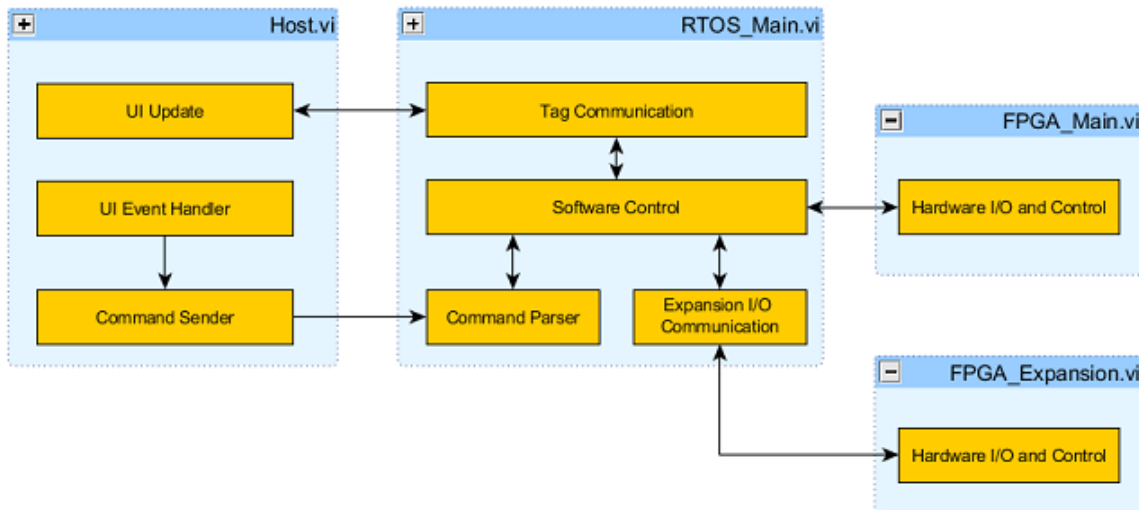 Host.vi
UI Update
UI Event Handler
Command Sender
RTOS_Main.vi
Tag Communication
Software Control
Command Parser
Expansion I/O
Communication
FPGA_Main.vi
Hardware I/O and Control
FPGA_Expansion.vi
Hardware I/O and Control